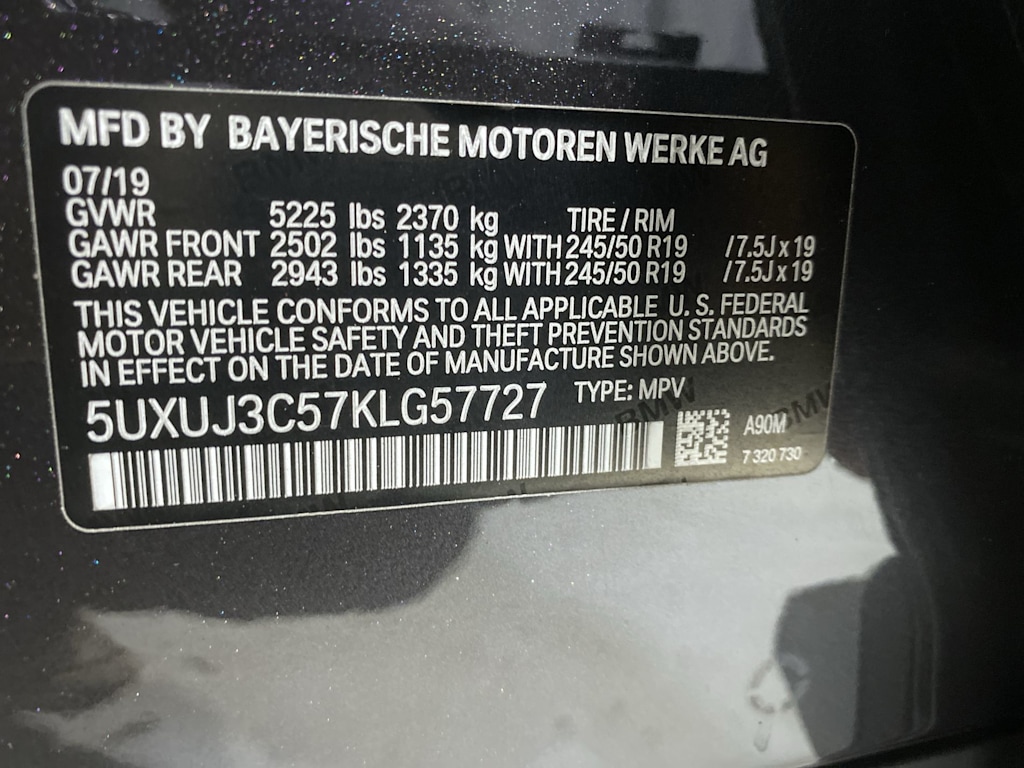 MFD BY BAYERISCHE MOTOREN WERKE AG
07/19
GVWR 5225 lbs 2370 kg TIRE / RIM
GAWR FRONT 2502 lbs 1135 kg WITH 245/50 R19 /7.5J x 19
GAWR REAR 2943 lbs 1335 kg WITH 245/50 R19 /7.5J x 19
THIS VEHICLE CONFORMS TO ALL APPLICABLE U. S. FEDERAL
MOTOR VEHICLE SAFETY AND THEFT PREVENTION STANDARDS
IN EFFECT ON THE DATE OF MANUFACTURE SHOWN ABOVE.
5UXUJ3C57KLG57727 TYPE: MPV
BMW
BMW
A90M
7 320 730